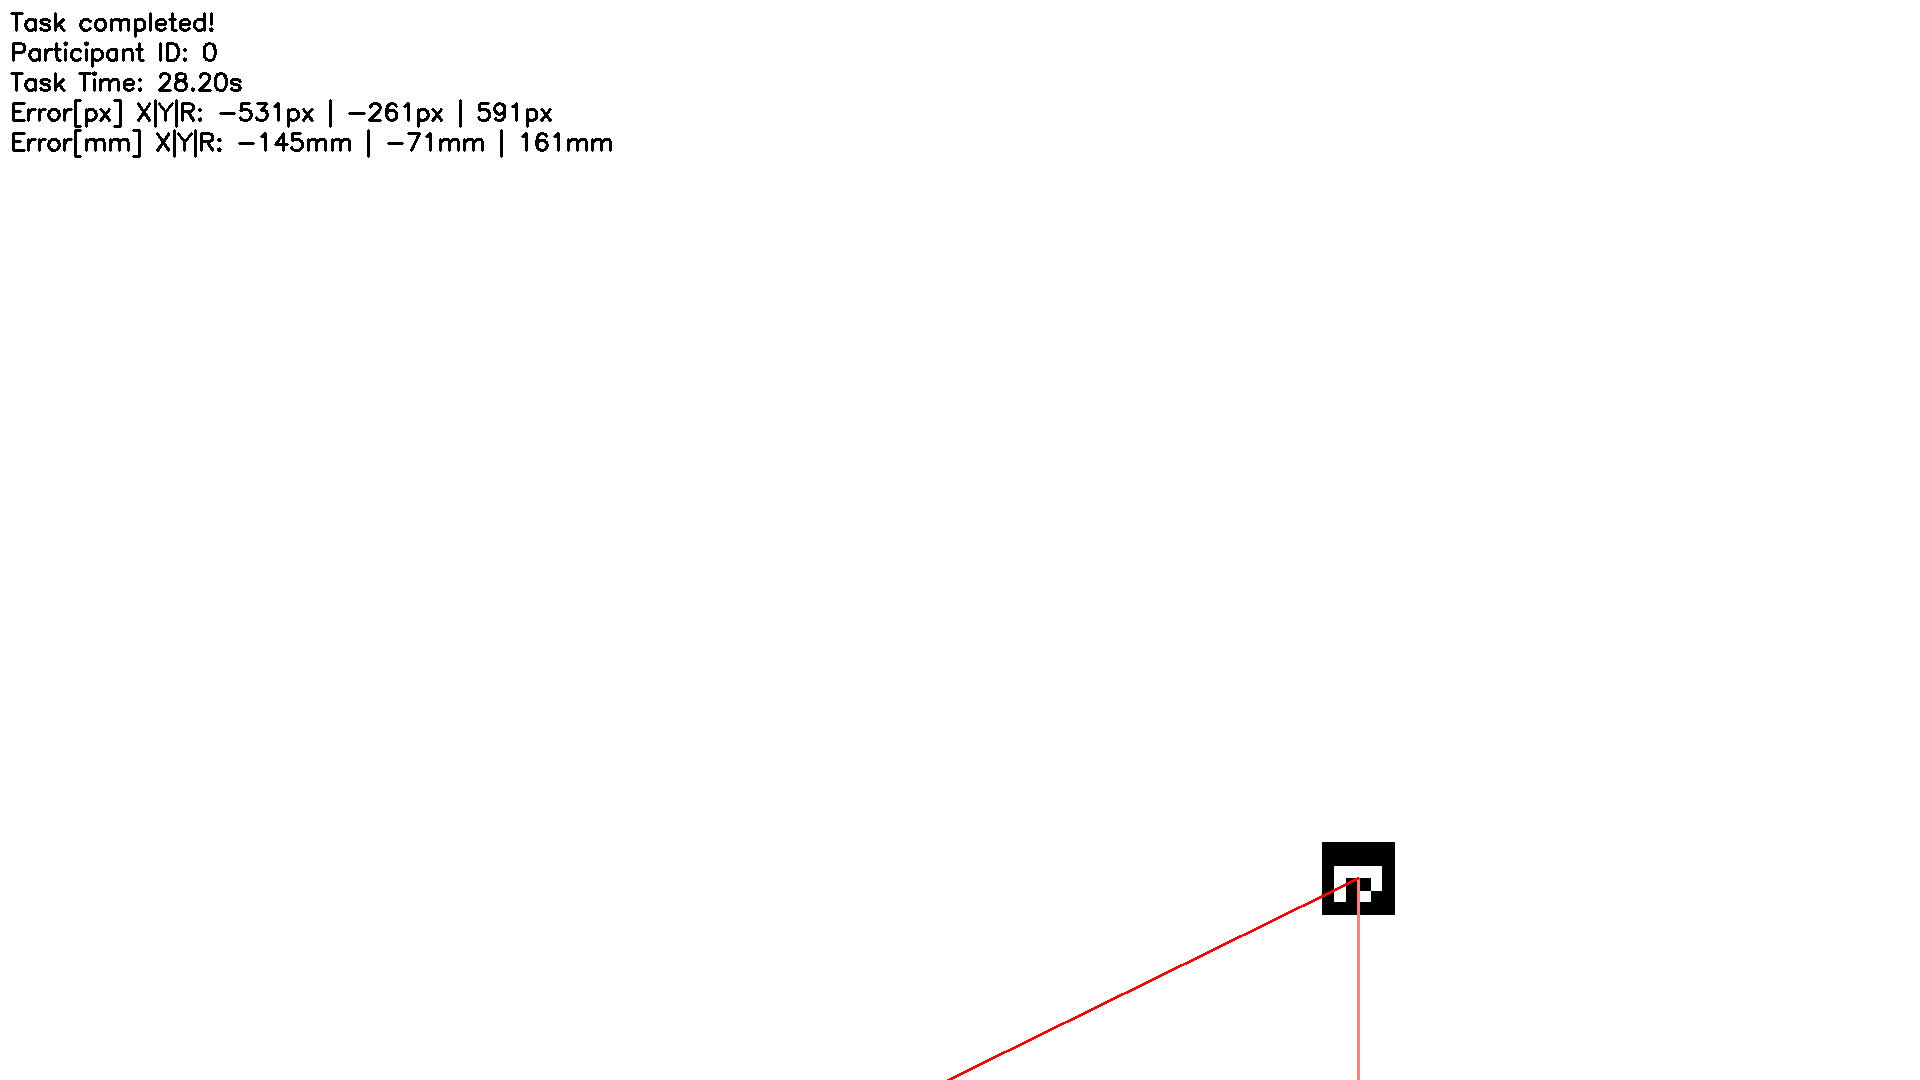 Task completed!
Participant ID: 0
Task Time: 28.20s
Error[px] X|Y|R: -531px | -261px | 591px
Error[mm] X|Y|R: -145mm | -71mm | 161mm